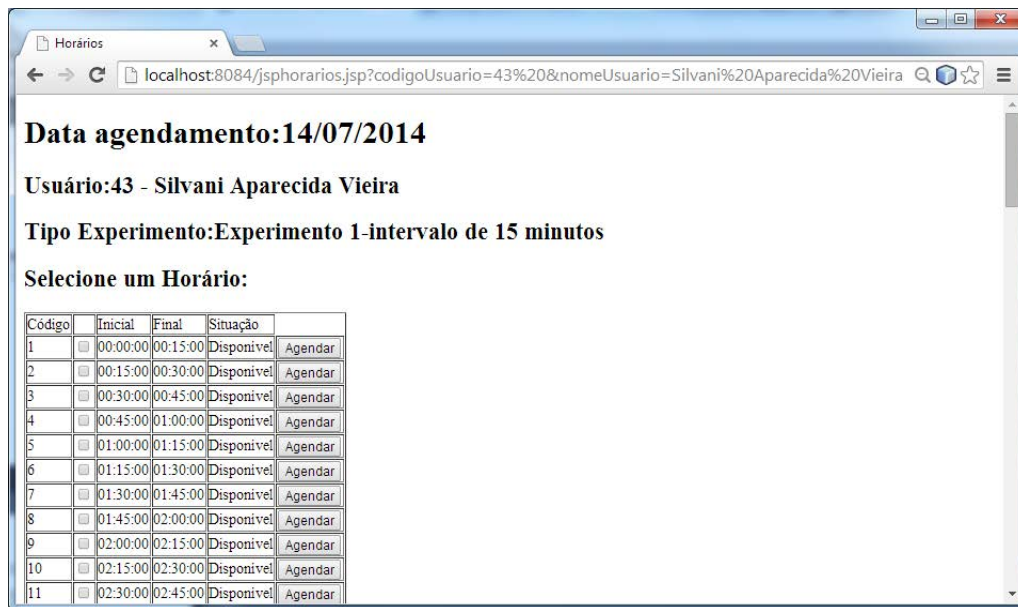 Horários
localhost:8084/jsphorarios.jsp?codigoUsuario=43%20&nomeUsuario=Silvani%20Aparecida%20Vieira
Data agendamento:14/07/2014
Usuário:43 - Silvani Aparecida Vieira
Tipo Experimento:Experimento 1-intervalo de 15 minutos
Selecione um Horário:
Código Inicial Final Situação
1 00:00:00 00:15:00 Disponivel Agendar
2 00:15:00 00:30:00 Disponivel Agendar
3 00:30:00 00:45:00 Disponivel Agendar
4 00:45:00 01:00:00 Disponivel Agendar
5 01:00:00 01:15:00 Disponivel Agendar
6 01:15:00 01:30:00 Disponivel Agendar
7 01:30:00 01:45:00 Disponivel Agendar
8 01:45:00 02:00:00 Disponivel Agendar
9 02:00:00 02:15:00 Disponivel Agendar
10 02:15:00 02:30:00 Disponivel Agendar
11 02:30:00 02:45:00 Disponivel Agendar